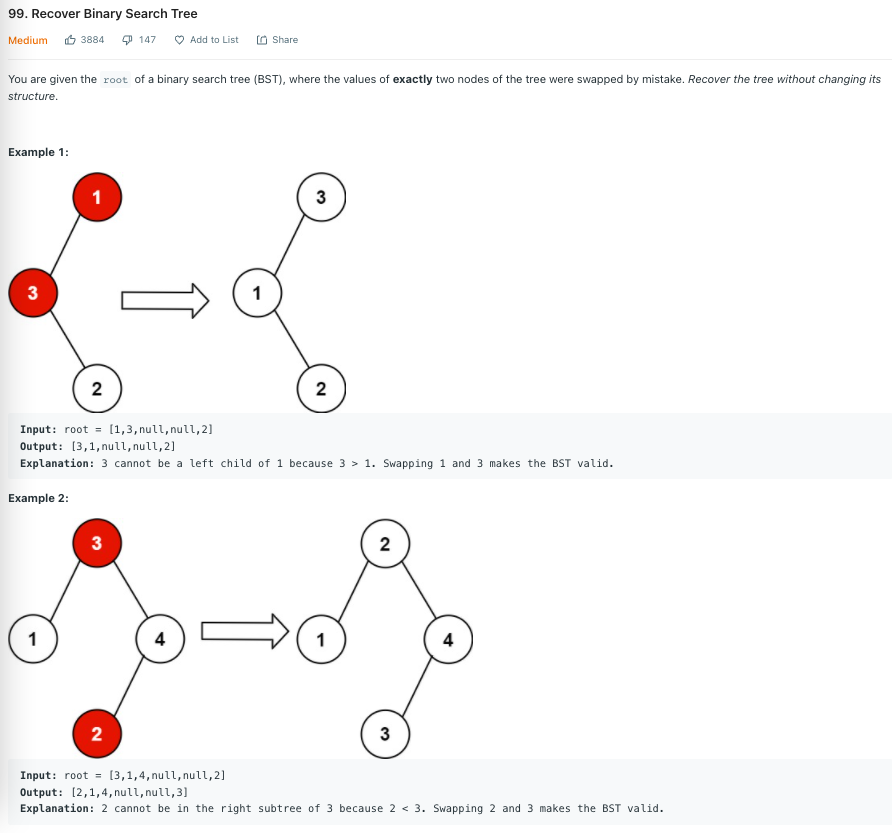 99. Recover Binary Search Tree
Medium 3884 147 Add to List Share
You are given the root of a binary search tree (BST), where the values of exactly two nodes of the tree were swapped by mistake. Recover the tree without changing its
structure.
Example 1:
1 3
3 1
2 2
Input: root = [1,3,null,null,2]
Output: [3,1,null,null,2]
Explanation: 3 cannot be a left child of 1 because 3 > 1. Swapping 1 and 3 makes the BST valid.
Example 2:
3 2
1 4 1 4
2 3
Input: root = [3,1,4,null,null,2]
Output: [2,1,4,null,null,3]
Explanation: 2 cannot be in the right subtree of 3 because 2 < 3. Swapping 2 and 3 makes the BST valid.